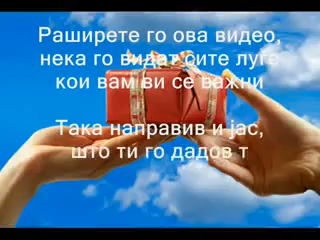 Раширете го ова видео,
нека го видат сите луѓе
кои вам ви се важни
Така направив и јас,
што ти го дадов т